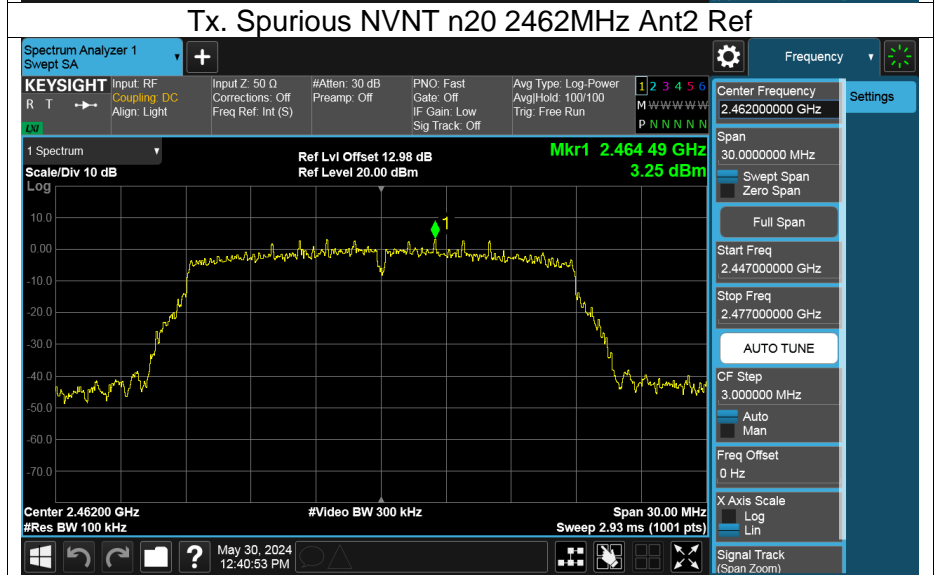 Tx. Spurious NVNT n20 2462MHz Ant2 Ref
Spectrum Analyzer 1
Swept SA
+
Frequency
KEYSIGHT
R T
LXI
Input: RF
Coupling: DC
Align: Light
Input Z: 50 Ω
Corrections: Off
Freq Ref: Int (S)
#Atten: 30 dB
Preamp: Off
PNO: Fast
Gate: Off
IF Gain: Low
Sig Track: Off
Avg Type: Log-Power
Avg|Hold: 100/100
Trig: Free Run
1 2 3 4 5 6
M W W W W W
P N N N N N
1 Spectrum
Scale/Div 10 dB
Log
Ref Lvl Offset 12.98 dB
Ref Level 20.00 dBm
Mkr1 2.464 49 GHz
3.25 dBm
1
10.0
0.00
-10.0
-20.0
-30.0
-40.0
-50.0
-60.0
-70.0
Center 2.46200 GHz
#Res BW 100 kHz
#Video BW 300 kHz
Span 30.00 MHz
Sweep 2.93 ms (1001 pts)
?
May 30, 2024
12:40:53 PM
Center Frequency
2.462000000 GHz
Span
30.0000000 MHz
Swept Span
Zero Span
Full Span
Start Freq
2.447000000 GHz
Stop Freq
2.477000000 GHz
AUTO TUNE
CF Step
3.000000 MHz
Auto
Man
Freq Offset
0 Hz
X Axis Scale
Log
Lin
Signal Track
(Span Zoom)
Settings